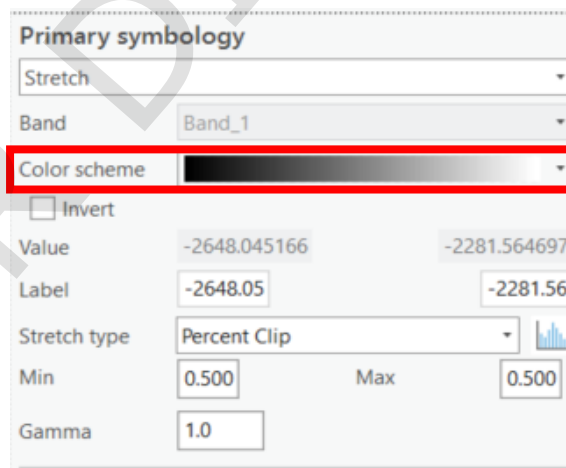 Primary symbology
Stretch
Band Band_1
Color scheme
Invert
Value -2648.045166 -2281.564697
Label -2648.05 -2281.56
Stretch type Percent Clip
Min 0.500 Max 0.500
Gamma 1.0